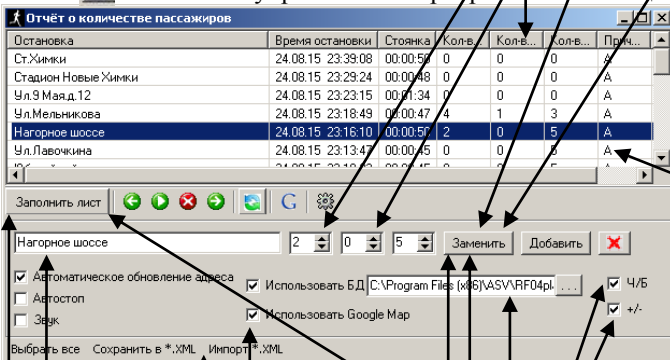 Отчёт о количестве пассажиров
Остановка Время остановки Стоянка Кол-в... Кол-в... Кол-в... Прич...
Ст.Химки 24.08.15 23:39:08 00:00:50 0 0 0 А
Стадион Новые Химки 24.08.15 23:29:24 00:00:48 0 0 0 А
Ул.9 Мая,д.12 24.08.15 23:23:15 00:01:34 0 0 0 А
Ул.Мельникова 24.08.15 23:18:49 00:00:47 4 1 3 А
Нагорное шоссе 24.08.15 23:16:10 00:00:50 2 0 5 А
Ул.Лавочкина 24.08.15 23:13:47 00:00:45 0 0 А
Заполнить лист G
Нагорное шоссе 2 0 5 Заменить Добавить
Автоматическое обновление адреса Использовать БД C:\Program Files (x86)\ASV\RF04pl ... Ч/Б
Автостоп Использовать Google Map +/-
Звук
Выбрать все Сохранить в *.XML Импорт *.XML